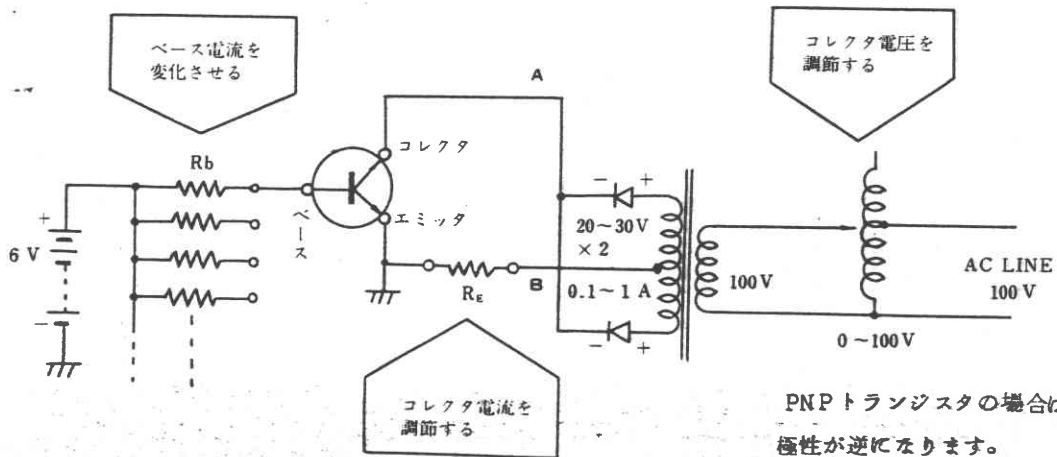 ベース電流を
変化させる
コレクタ電圧を
調節する
A
Rb
コレクタ
ベース
エミッタ
+
6 V
−
− +
20~30V
×2
RE
B
0.1~1 A
− +
100V
AC LINE
100V
0~100V
コレクタ電流を
調節する
PNPトランジスタの場合は
極性が逆になります。